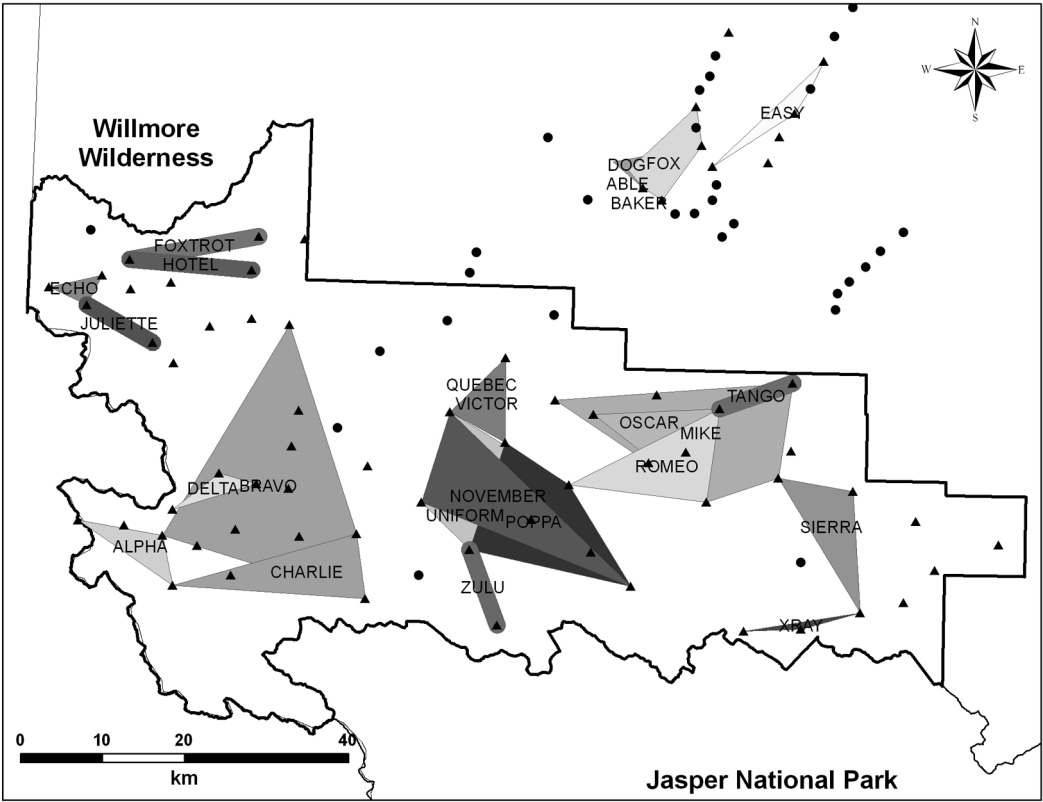 N
W E
S
Willmore
Wilderness
EASY
DOG FOX
ABLE
BAKER
FOXTROT
HOTEL
ECHO
JULIETTE
QUEBEC
VICTOR
TANGO
OSCAR
MIKE
ROMEO
DELTA BRAVO
NOVEMBER
UNIFORM POPPA
SIERRA
ALPHA
CHARLIE
ZULU
XRAY
0 10 20 40
km
Jasper National Park